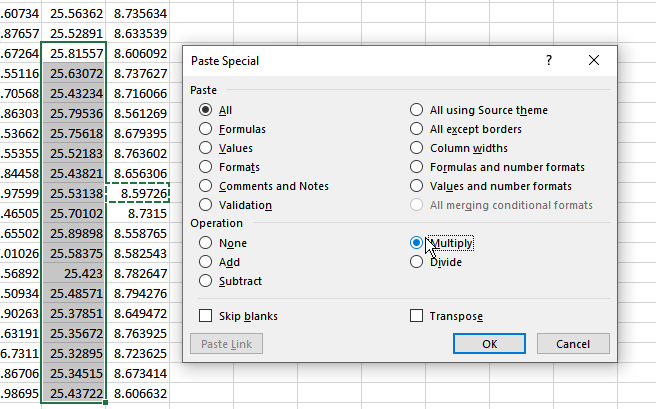 .60734 25.56362 8.735634
.87657 25.52891 8.633539
.67264 25.81557 8.606092
.55116 25.63072 8.737627
.70568 25.43234 8.716066
.86303 25.79536 8.561269
.53662 25.75618 8.679395
.55355 25.52183 8.763602
.84458 25.43821 8.656306
.97599 25.53138 8.59726
.46505 25.70102 8.7315
.65502 25.89898 8.558765
.01026 25.58375 8.582543
.56892 25.423 8.782647
.50934 25.48571 8.794276
.90263 25.37851 8.649472
.63191 25.35672 8.763925
6.7311 25.32895 8.723625
.86706 25.34515 8.673414
.98695 25.43722 8.606632
Paste Special ? ×
Paste
All All using Source theme
Formulas All except borders
Values Column widths
Formats Formulas and number formats
Comments and Notes Values and number formats
Validation All merging conditional formats
Operation
None Multiply
Add Divide
Subtract
Skip blanks Transpose
Paste Link OK Cancel